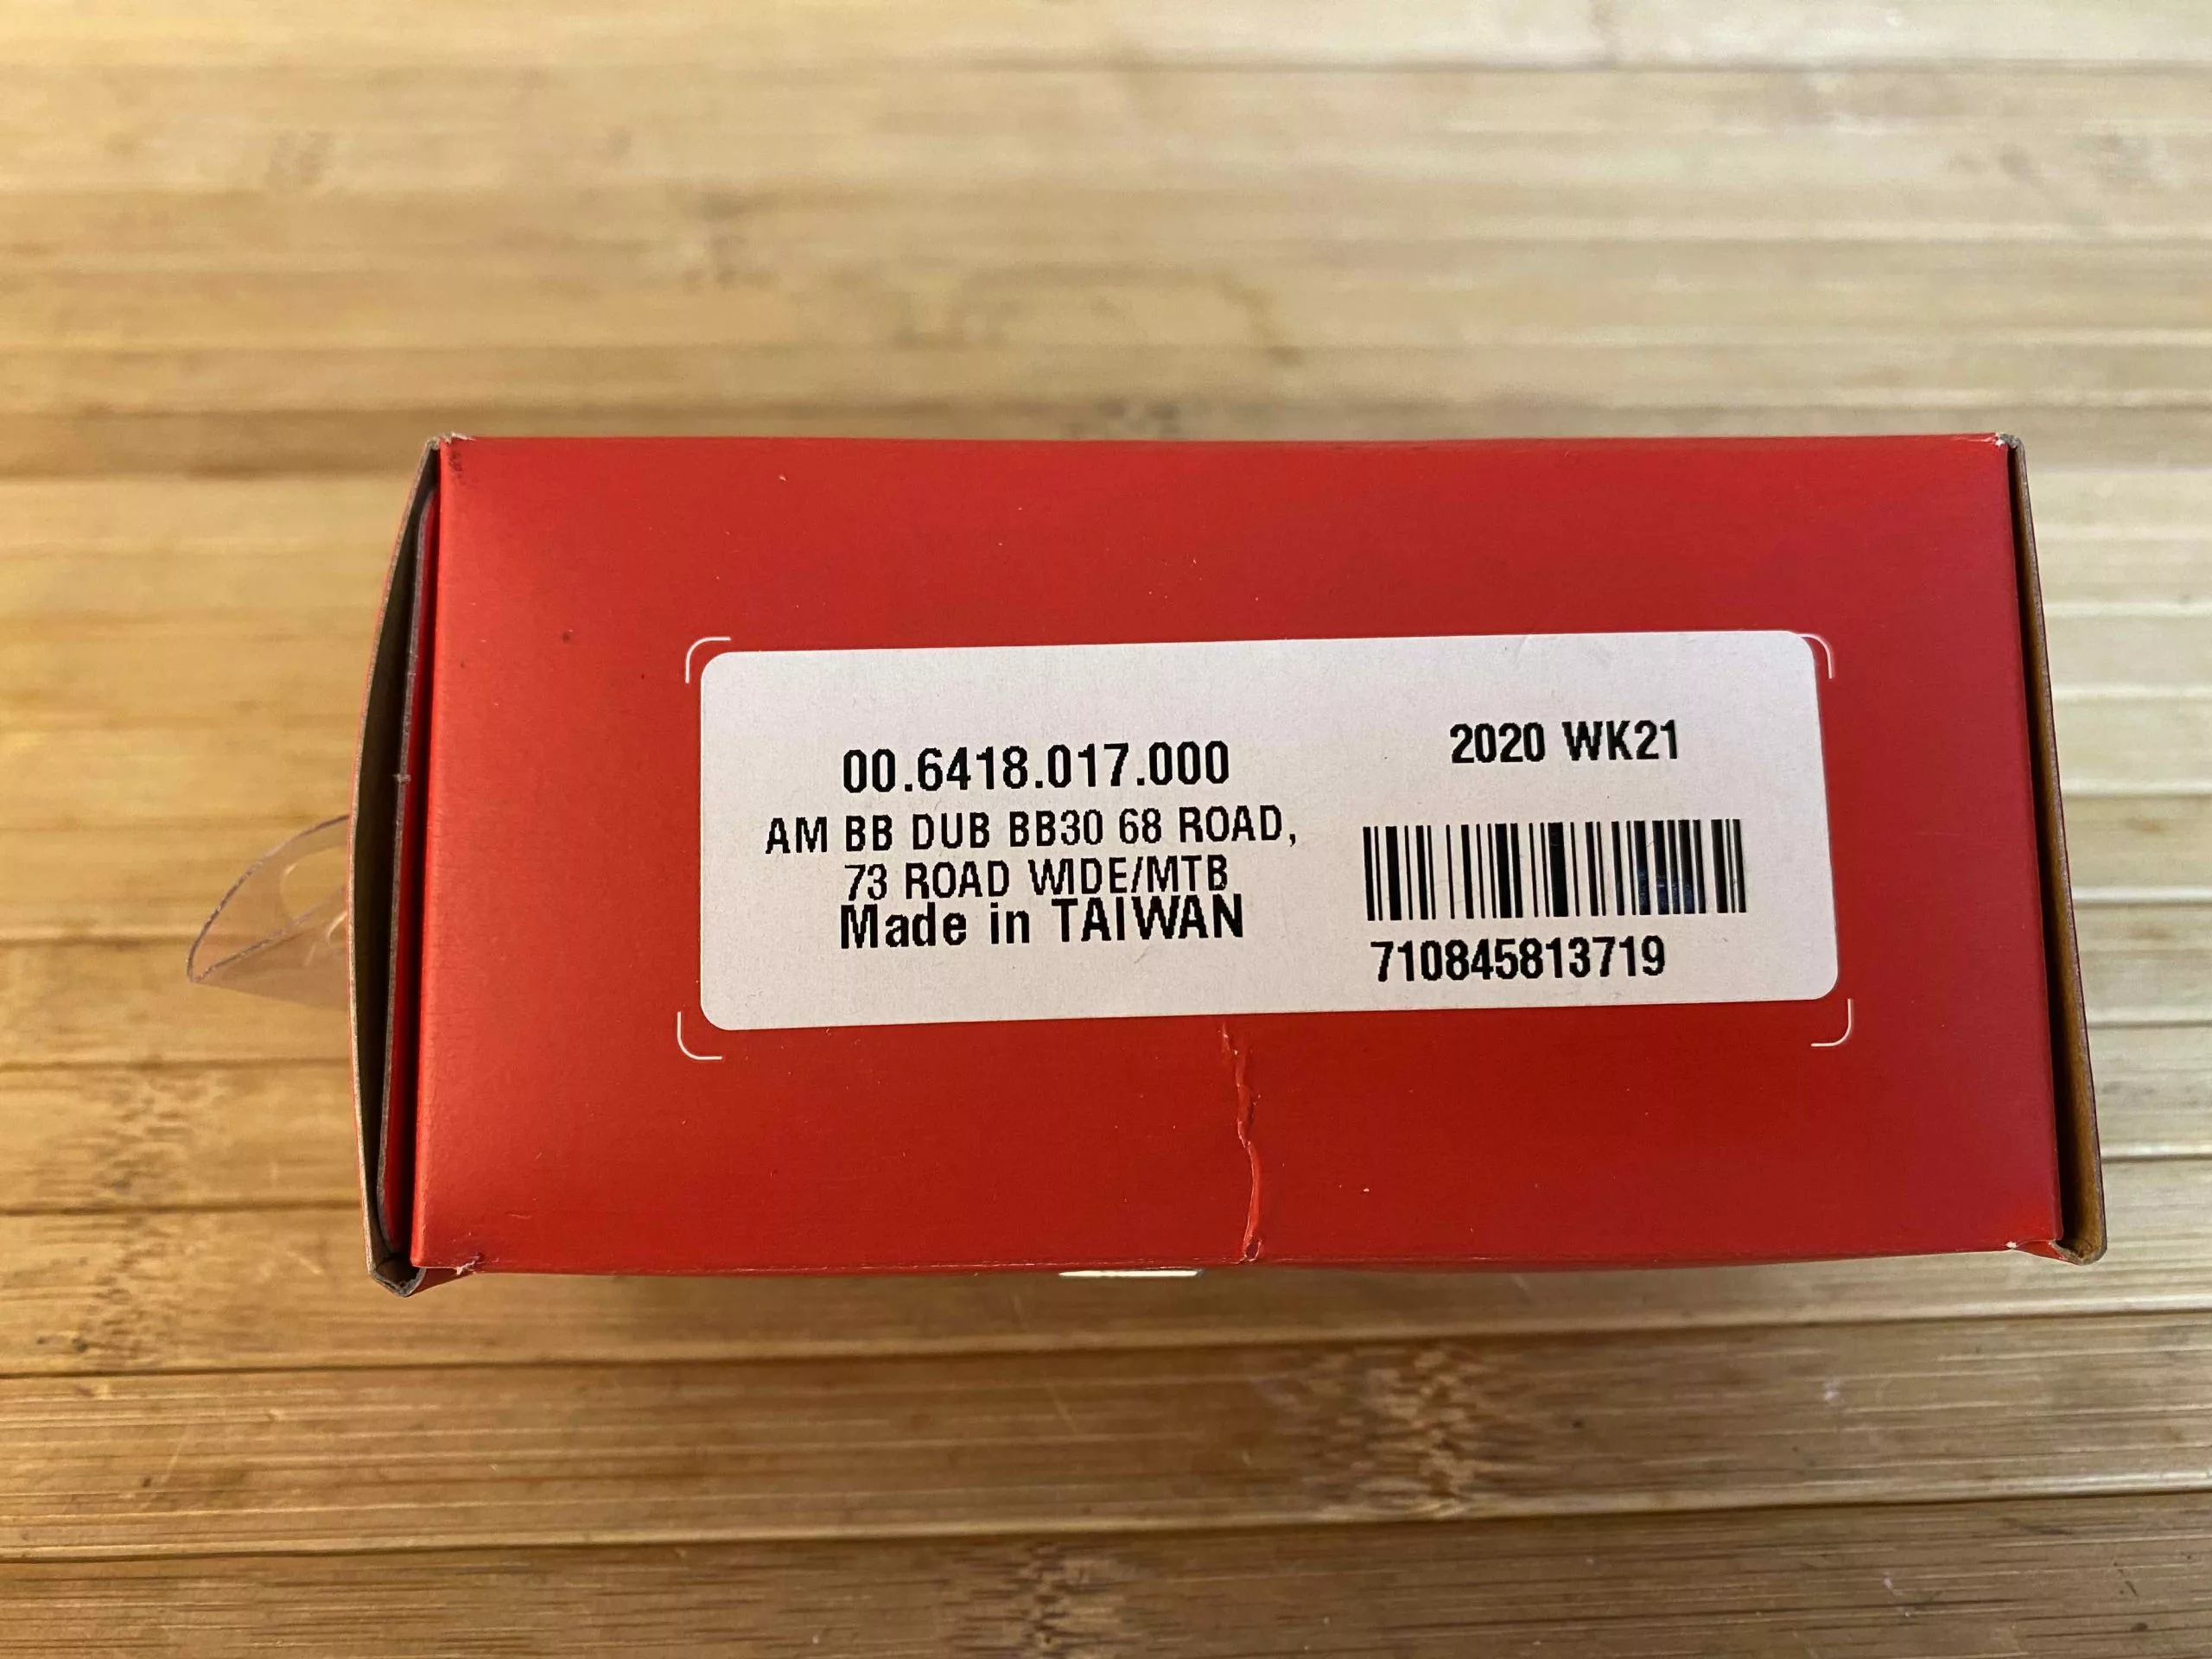 00.6418.017.000
AM BB DUB BB30 68 ROAD,
73 ROAD WIDE/MTB
Made in TAIWAN
2020 WK21
710845813719